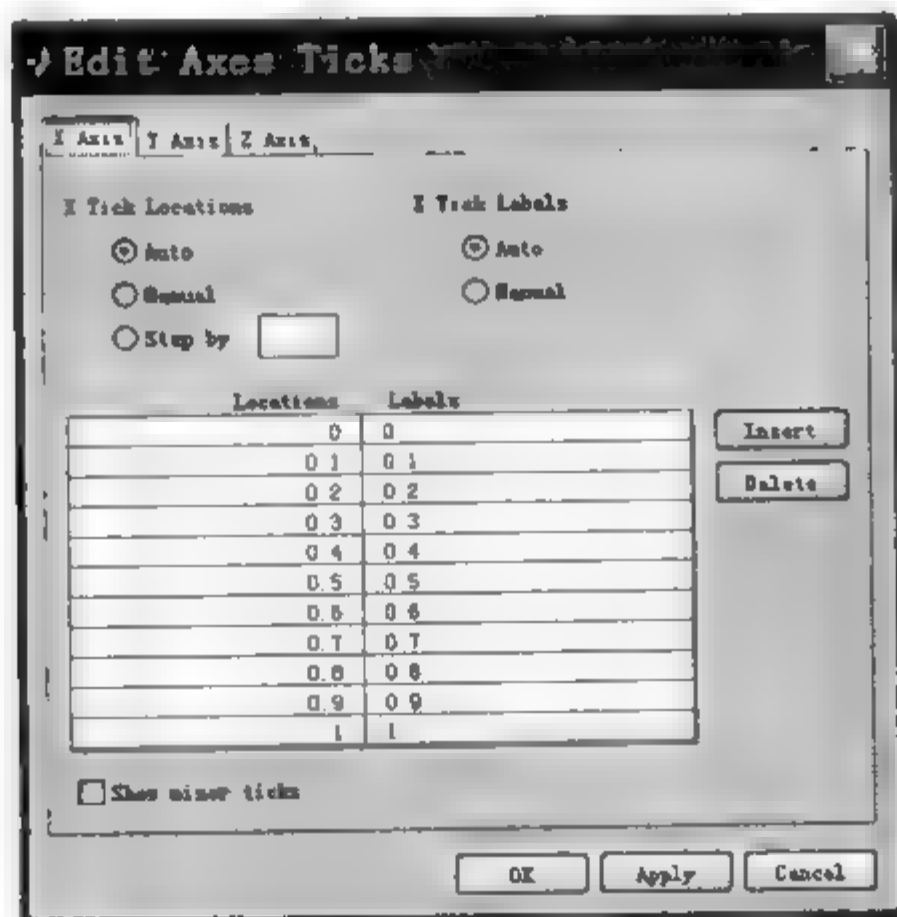 Edit Axes Ticks
X Axis Y Axis Z Axis
X Tick Locations
X Tick Labels
Auto
Auto
Manual
Manual
Step by
Locations Labels
0 0
0.1 0.1
0.2 0.2
0.3 0.3
0.4 0.4
0.5 0.5
0.6 0.6
0.7 0.7
0.8 0.8
0.9 0.9
1 1
Insert
Delete
Show minor ticks
OK Apply Cancel